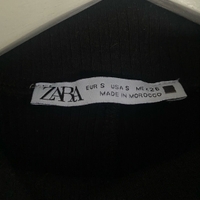 ZARA
EUR S USA S MEX 26
MADE IN MOROCCO